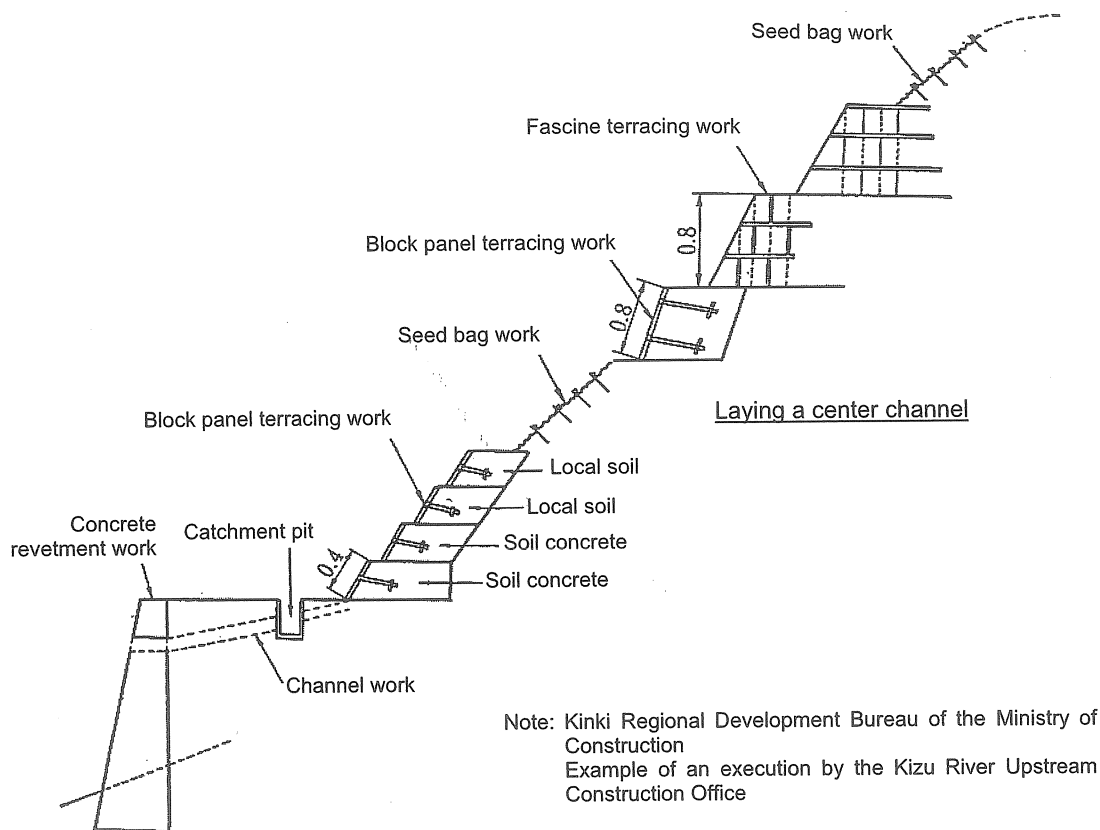 Seed bag work
Fascine terracing work
0.8
Block panel terracing work
0.8
Seed bag work
Laying a center channel
Block panel terracing work
Local soil
Local soil
Concrete
revetment work
Catchment pit
Soil concrete
0.4
Soil concrete
Channel work
Note: Kinki Regional Development Bureau of the Ministry of
Construction
Example of an execution by the Kizu River Upstream
Construction Office